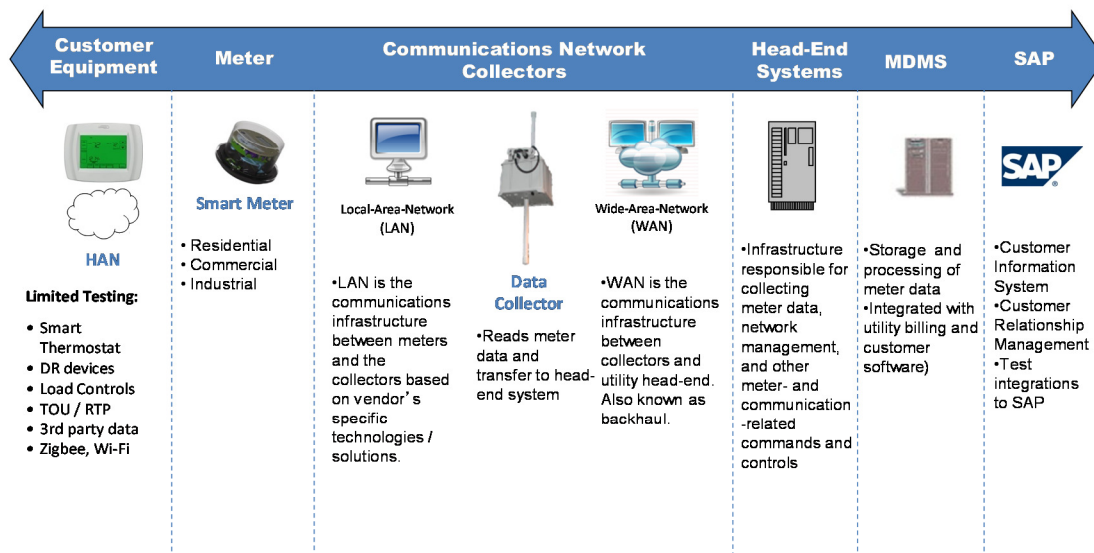 Customer
Equipment
Meter
Communications Network
Collectors
Head-End
Systems
MDMS
SAP
HAN
Limited Testing:
• Smart
Thermostat
• DR devices
• Load Controls
• TOU / RTP
• 3rd party data
• Zigbee, Wi-Fi
Smart Meter
• Residential
• Commercial
• Industrial
Local-Area-Network
(LAN)
•LAN is the
communications
infrastructure
between meters
and the
collectors based
on vendor's
specific
technologies /
solutions.
Data
Collector
•Reads meter
data and
transfer to head-
end system
Wide-Area-Network
(WAN)
•WAN is the
communications
infrastructure
between
collectors and
utility head-end.
Also known as
backhaul.
•Infrastructure
responsible for
collecting
meter data,
network
management,
and other
meter- and
communication
-related
commands and
controls
•Storage and
processing of
meter data
•Integrated with
utility billing and
customer
software)
SAP
•Customer
Information
System
•Customer
Relationship
Management
•Test
integrations
to SAP